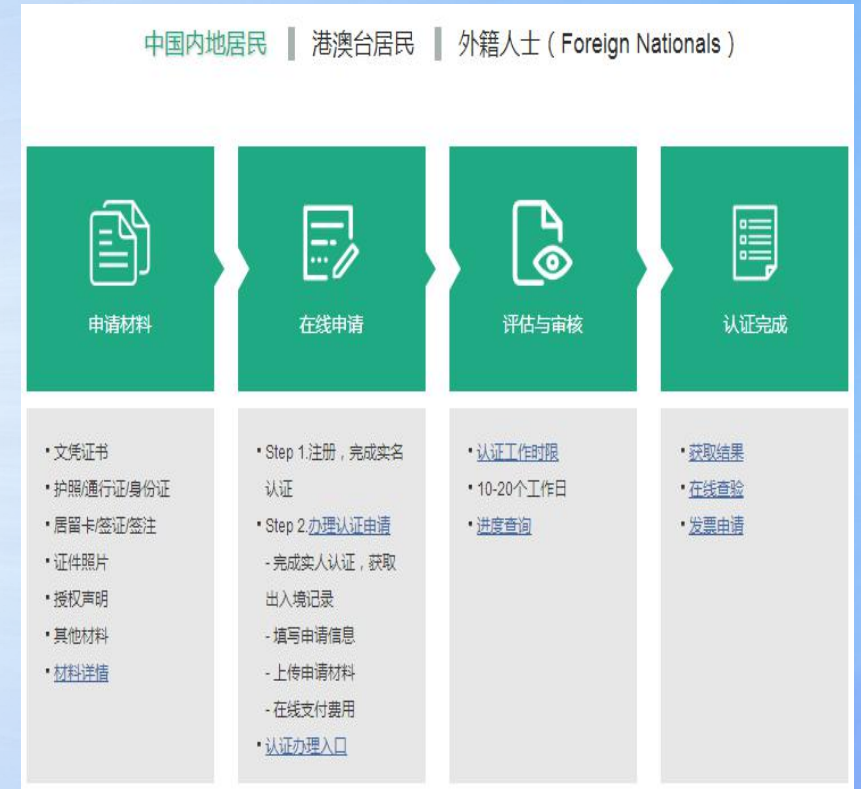 中国内地居民 港澳台居民 外籍人士（Foreign Nationals）
申请材料
在线申请
评估与审核
认证完成
▪ 文凭证书
▪ 护照/通行证/身份证
▪ 居留卡/签证/签注
▪ 证件照片
▪ 授权声明
▪ 其他材料
▪ 材料详情
▪ Step 1.注册，完成实名
认证
▪ Step 2.办理认证申请
- 完成实人认证，获取
出入境记录
- 填写申请信息
- 上传申请材料
- 在线支付费用
▪ 认证办理入口
▪ 认证工作时限
▪ 10-20个工作日
▪ 进度查询
▪ 获取结果
▪ 在线查验
▪ 发票申请